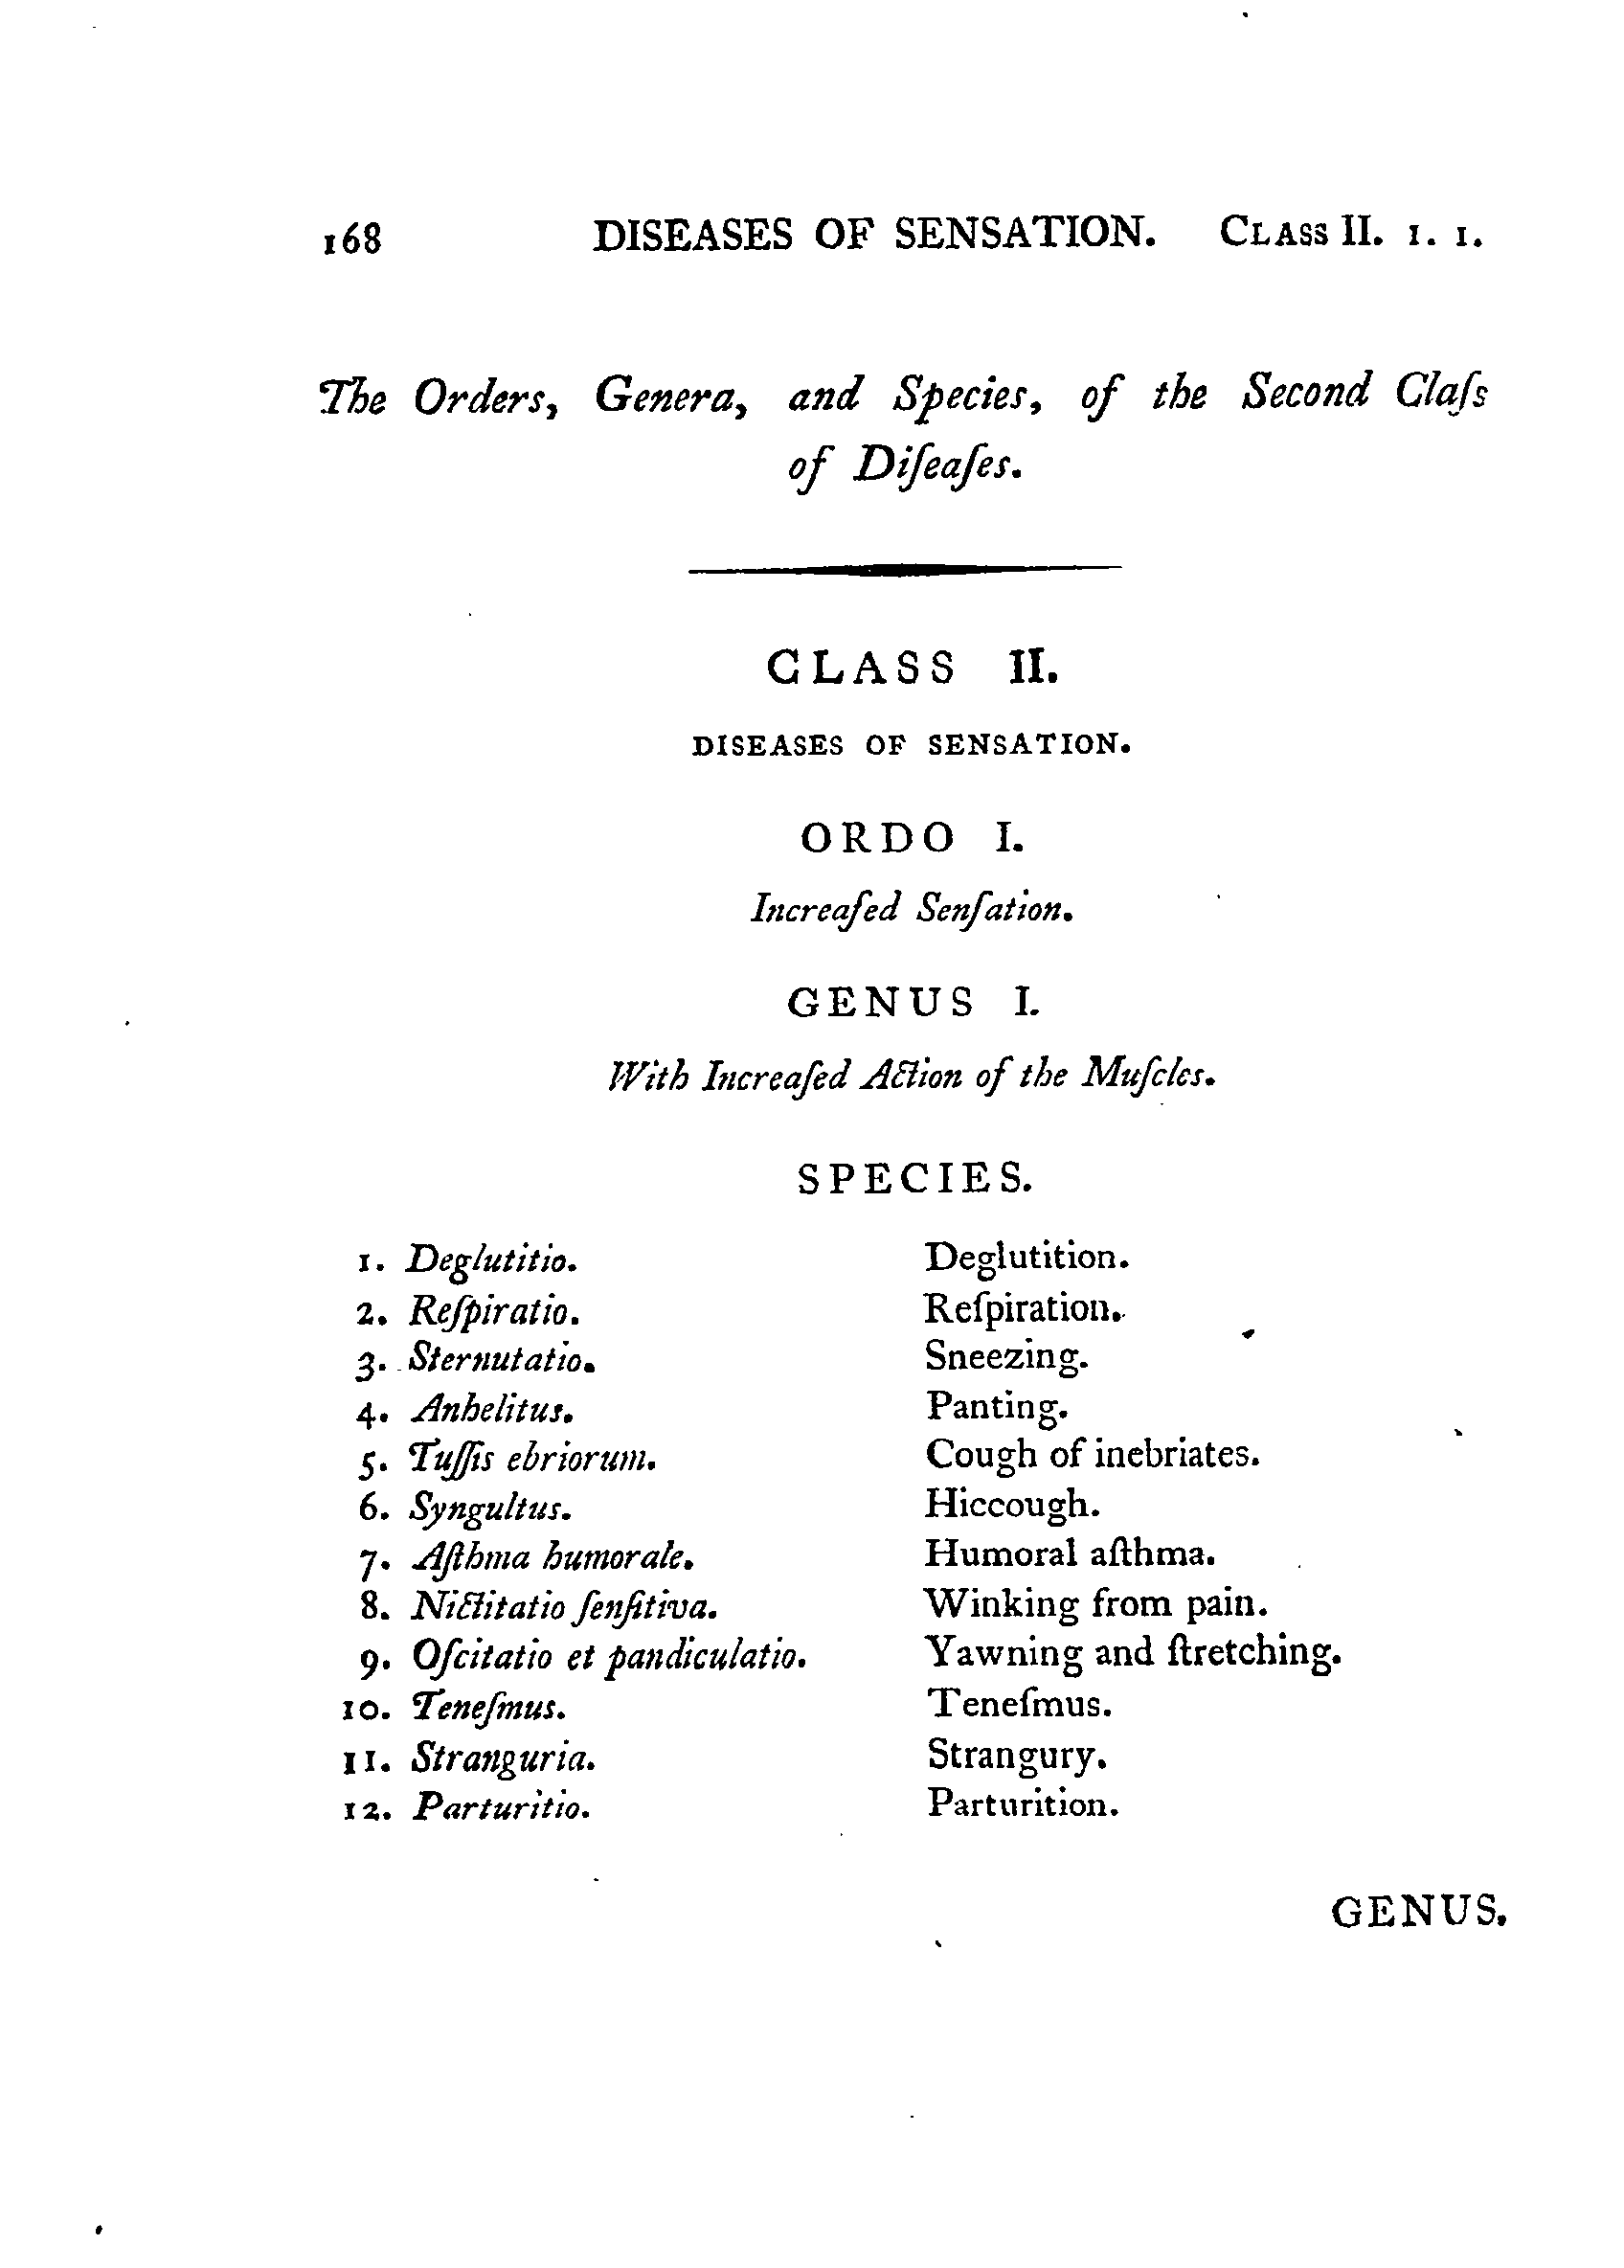 168 DISEASES OF SENSATION. CLASS II. 1. 1.
The Orders, Genera, and Species, of the Second Claſs
of Diſeaſes.
CLASS II.
DISEASES OF SENSATION.
ORDO I.
Increaſed Senſation.
GENUS I.
With Increaſed Action of the Muſcles.
SPECIES.
1. Deglutitio. Deglutition.
2. Reſpiratio. Reſpiration.
3. Sternutatio. Sneezing.
4. Anhelitus. Panting.
5. Tuſſis ebriorum. Cough of inebriates.
6. Syngultus. Hiccough.
7. Aſthma humorale. Humoral aſthma.
8. Nictitatio ſenſitiva. Winking from pain.
9. Oſcitatio et pandiculatio. Yawning and ſtretching.
10. Teneſmus. Teneſmus.
11. Stranguria. Strangury.
12. Parturitio. Parturition.
GENUS.